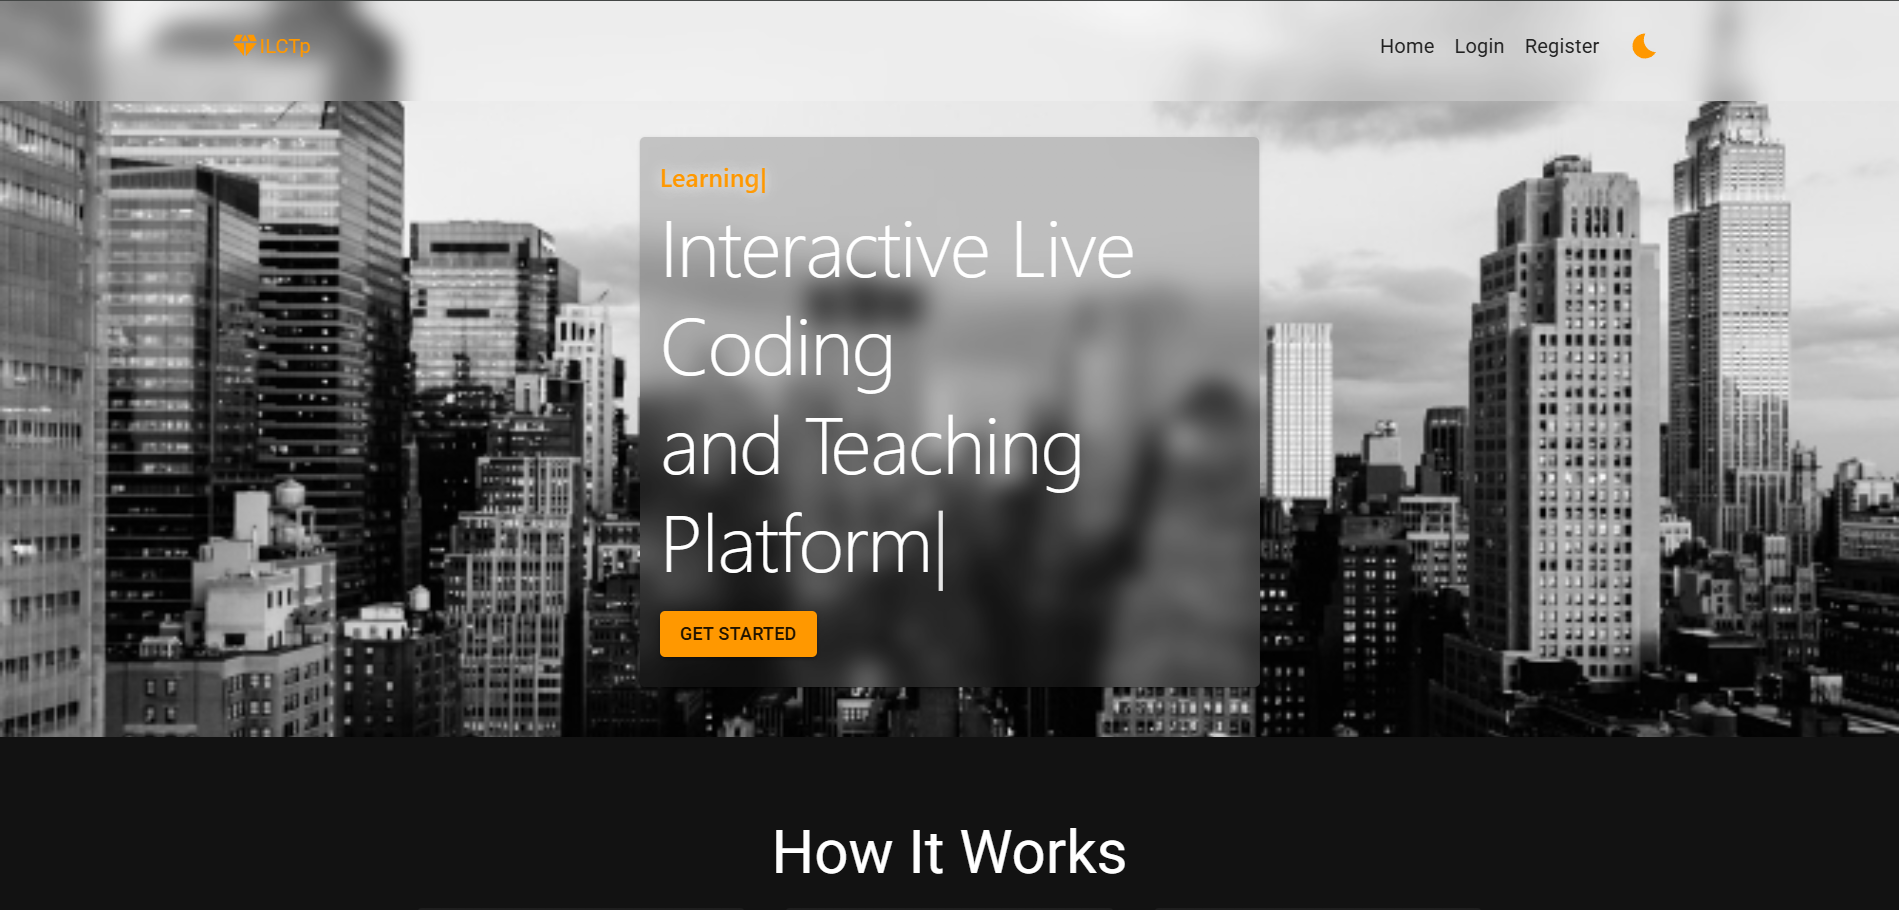 ILCTp
Home Login Register
Learning|
Interactive Live
Coding
and Teaching
Platform|
GET STARTED
How It Works